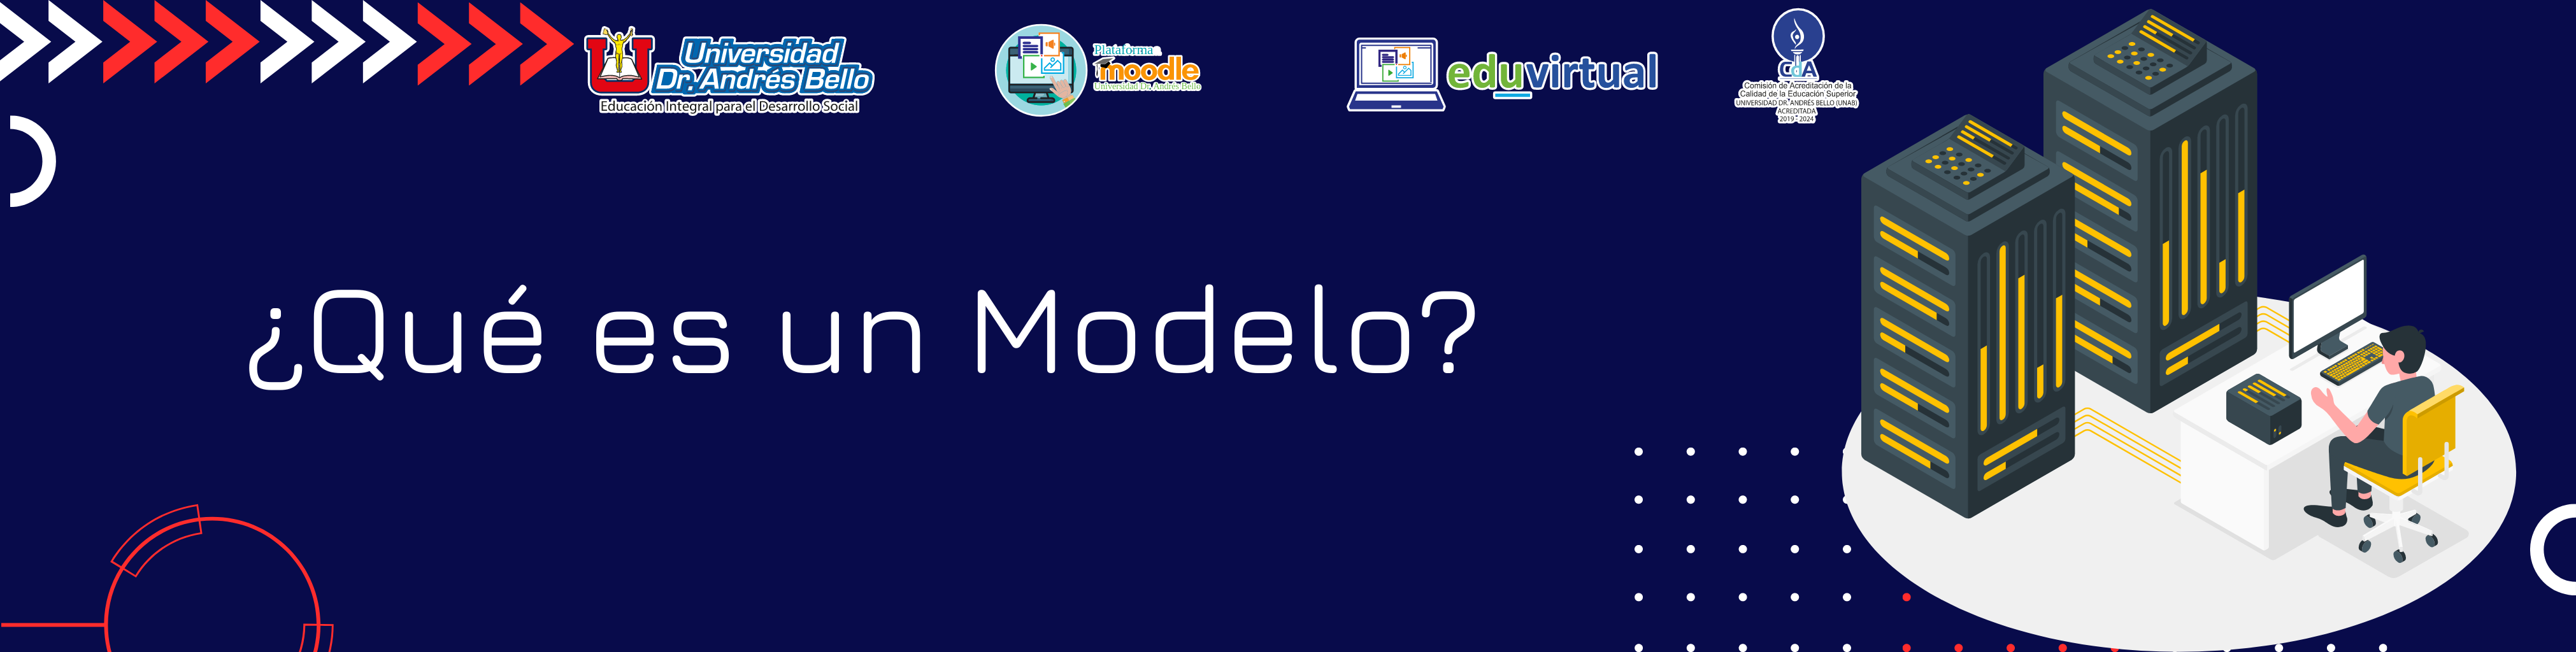 Universidad
Dr. Andrés Bello
Educación Integral para el Desarrollo Social
Plataforma
moodle
Universidad Dr. Andrés Bello
eduvirtual
CdA
Comisión de Acreditación de la
Calidad de la Educación Superior
UNIVERSIDAD DR. ANDRÉS BELLO (UNAB)
ACREDITADA
2019 - 2024
¿Qué es un Modelo?